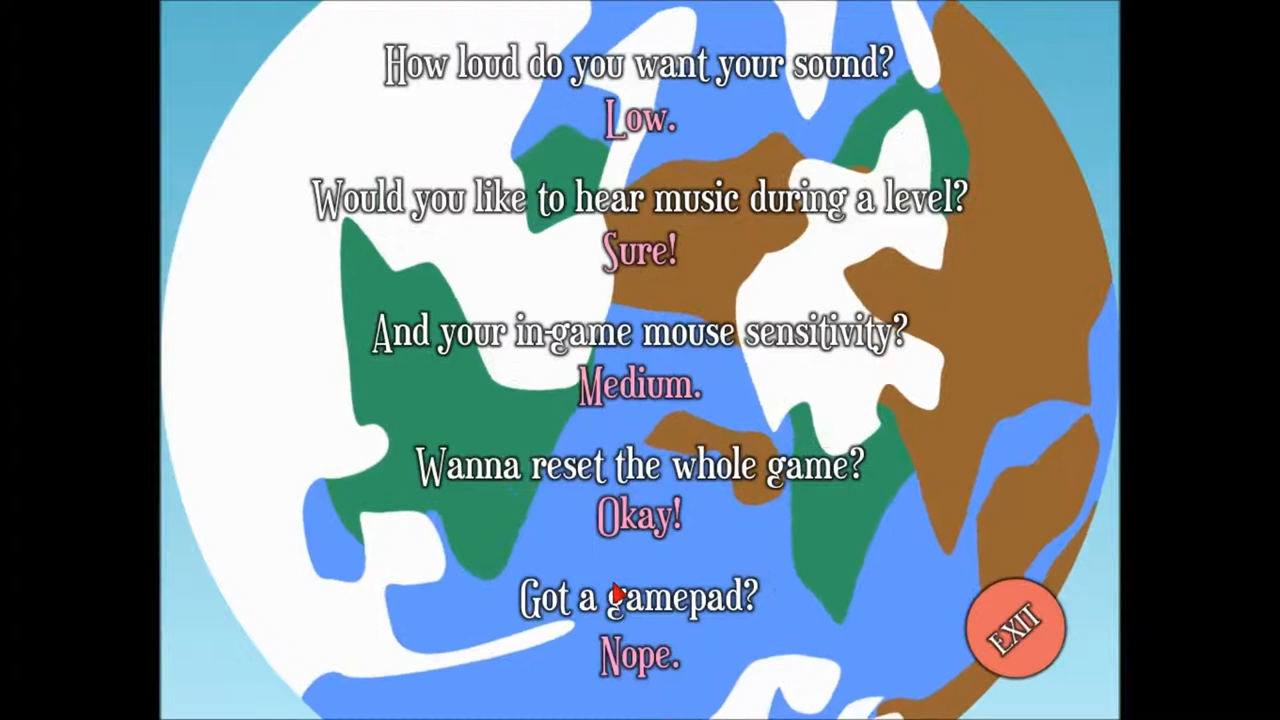 How loud do you want your sound?
Low.
Would you like to hear music during a level?
Sure!
And your in-game mouse sensitivity?
Medium.
Wanna reset the whole game?
Okay!
Got a gamepad?
Nope.
EXIT